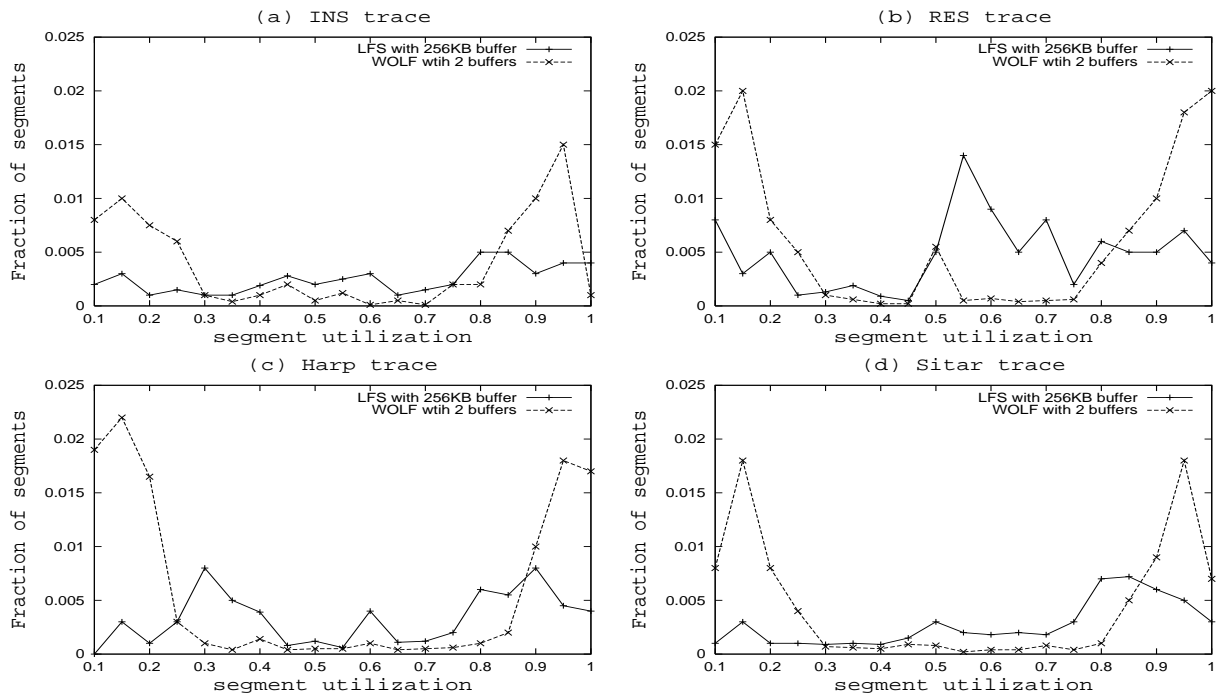 (a) INS trace
0.025
0.02
0.015
0.01
0.005
0
Fraction of segments
LFS with 256KB buffer
WOLF wtih 2 buffers
0.1 0.2 0.3 0.4 0.5 0.6 0.7 0.8 0.9 1
segment utilization
(b) RES trace
0.025
0.02
0.015
0.01
0.005
0
Fraction of segments
LFS with 256KB buffer
WOLF wtih 2 buffers
0.1 0.2 0.3 0.4 0.5 0.6 0.7 0.8 0.9 1
segment utilization
(c) Harp trace
0.025
0.02
0.015
0.01
0.005
0
Fraction of segments
LFS with 256KB buffer
WOLF wtih 2 buffers
0.1 0.2 0.3 0.4 0.5 0.6 0.7 0.8 0.9 1
segment utilization
(d) Sitar trace
0.025
0.02
0.015
0.01
0.005
0
Fraction of segments
LFS with 256KB buffer
WOLF wtih 2 buffers
0.1 0.2 0.3 0.4 0.5 0.6 0.7 0.8 0.9 1
segment utilization